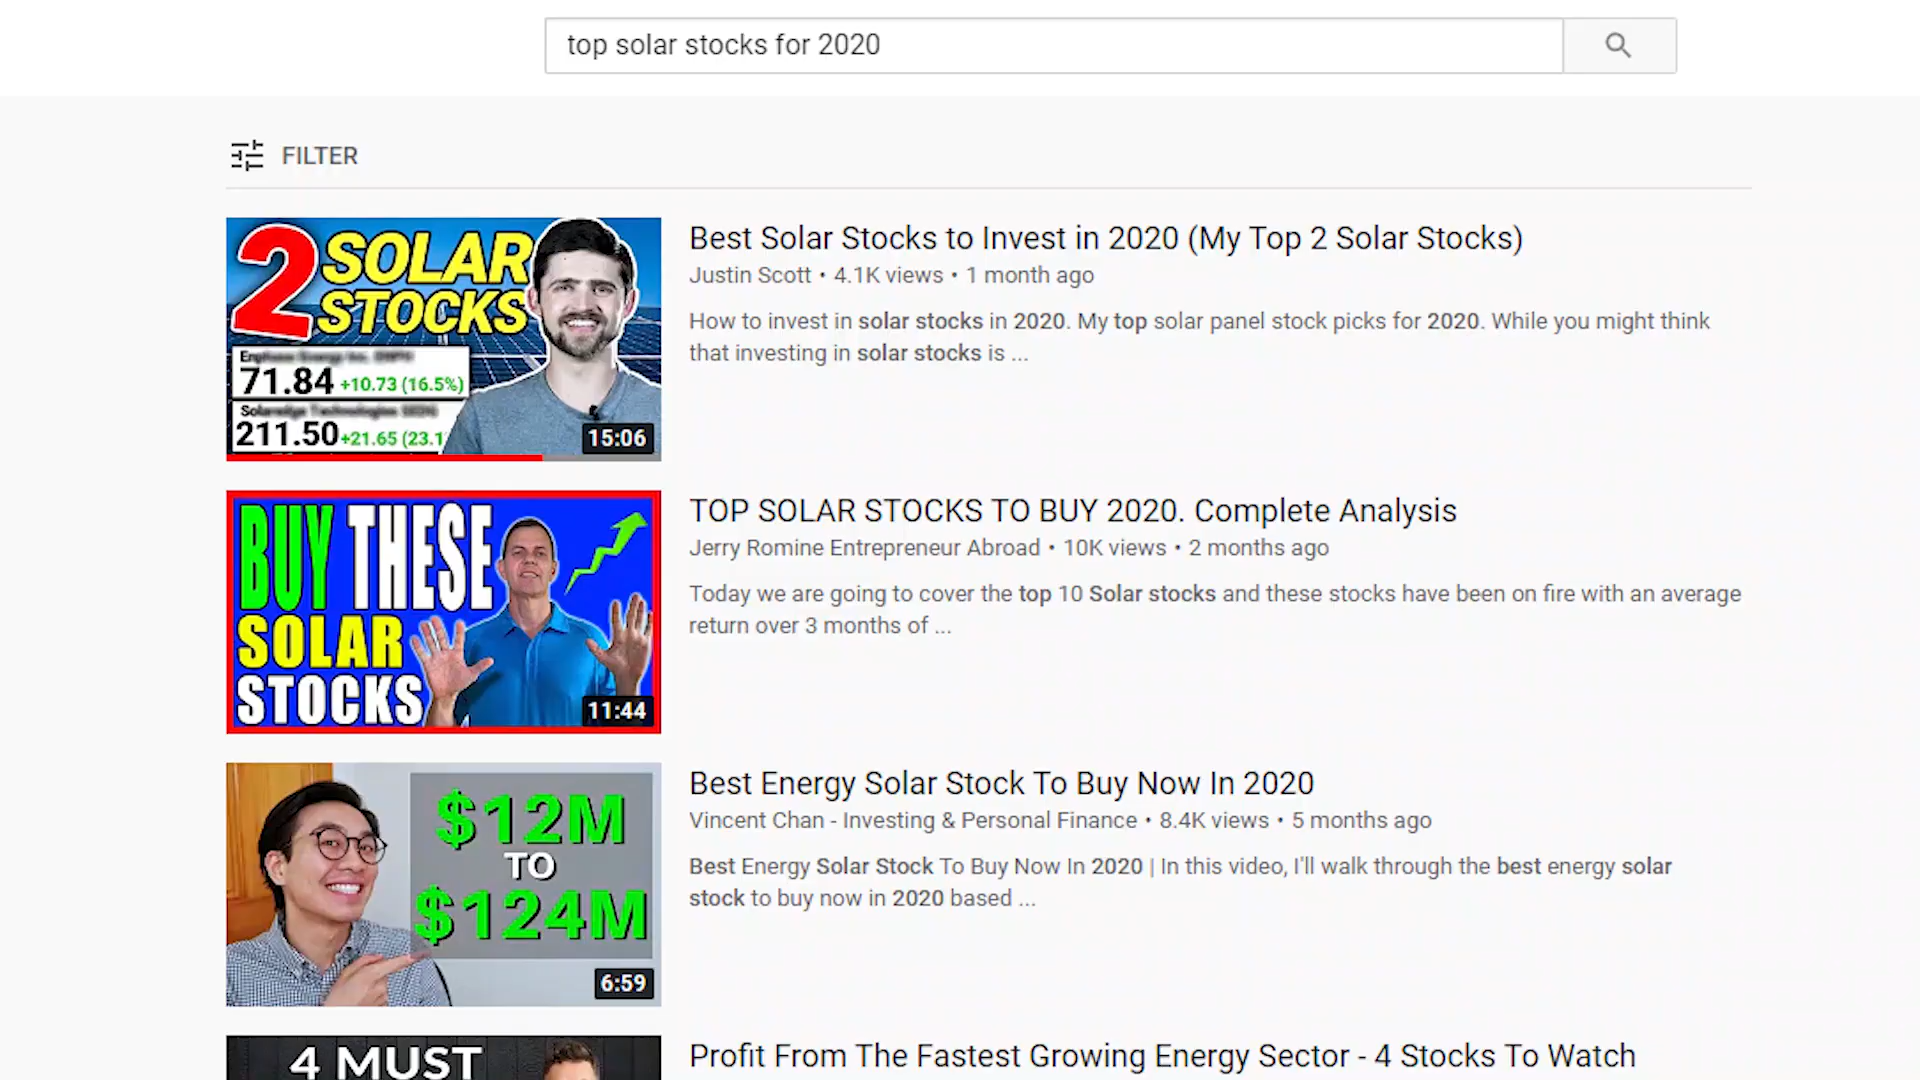 top solar stocks for 2020
FILTER
2 SOLAR
STOCKS
71.84 +10.73 (16.5%)
211.50 +21.65 (23.1
15:06
Best Solar Stocks to Invest in 2020 (My Top 2 Solar Stocks)
Justin Scott • 4.1K views • 1 month ago
How to invest in solar stocks in 2020. My top solar panel stock picks for 2020. While you might think
that investing in solar stocks is ...
BUY THESE
SOLAR
STOCKS
11:44
TOP SOLAR STOCKS TO BUY 2020. Complete Analysis
Jerry Romine Entrepreneur Abroad • 10K views • 2 months ago
Today we are going to cover the top 10 Solar stocks and these stocks have been on fire with an average
return over 3 months of ...
$12M
TO
$124M
6:59
Best Energy Solar Stock To Buy Now In 2020
Vincent Chan - Investing & Personal Finance • 8.4K views • 5 months ago
Best Energy Solar Stock To Buy Now In 2020 | In this video, I'll walk through the best energy solar
stock to buy now in 2020 based ...
4 MUST
Profit From The Fastest Growing Energy Sector - 4 Stocks To Watch